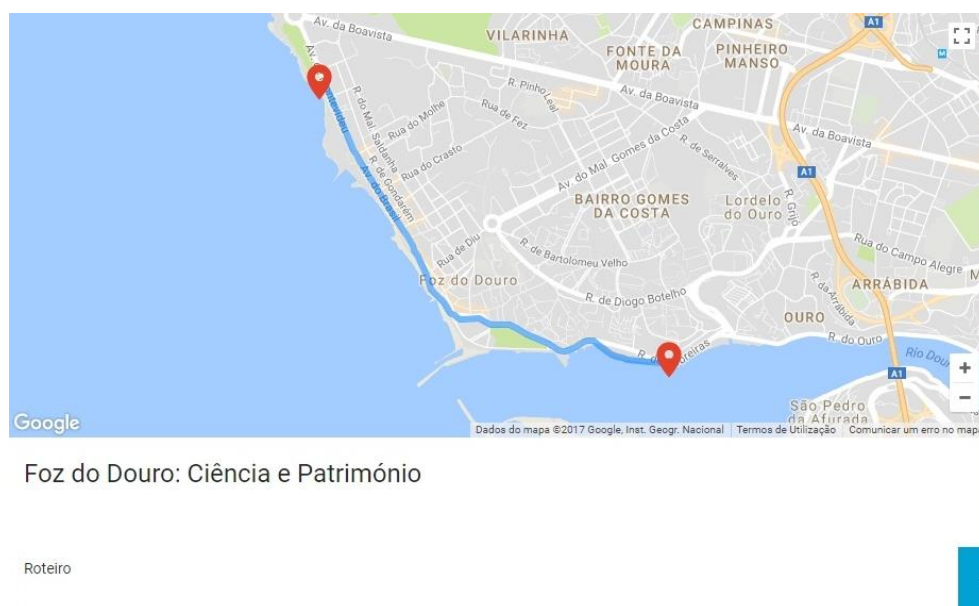 Av. da Boavista
VILARINHA
CAMPINAS
A1
FONTE DA
MOURA
PINHEIRO
MANSO
R. Pinho Leal
Av. da Boavista
R. do Mal. Saldanha
Rua do Molhe
Rua de Fez
Av. da Boavista
Rua do Crasto
R. de Gondarém
Av. do Brasil
Av. do Mal. Gomes da Costa
R. de Serralves
A1
BAIRRO GOMES
DA COSTA
Lordelo
do Ouro
R. Grijó
Rua de Diu
R. de Bartolomeu Velho
Rua do Campo Alegre
Foz do Douro
R. de Diogo Botelho
R. da Arrábida
ARRÁBIDA
OURO
R. do Ouro
Rio Dou
A1
São Pedro
da Afurada
Google
Dados do mapa ©2017 Google, Inst. Geogr. Nacional
Termos de Utilização
Comunicar um erro no mapa
Foz do Douro: Ciência e Património
Roteiro